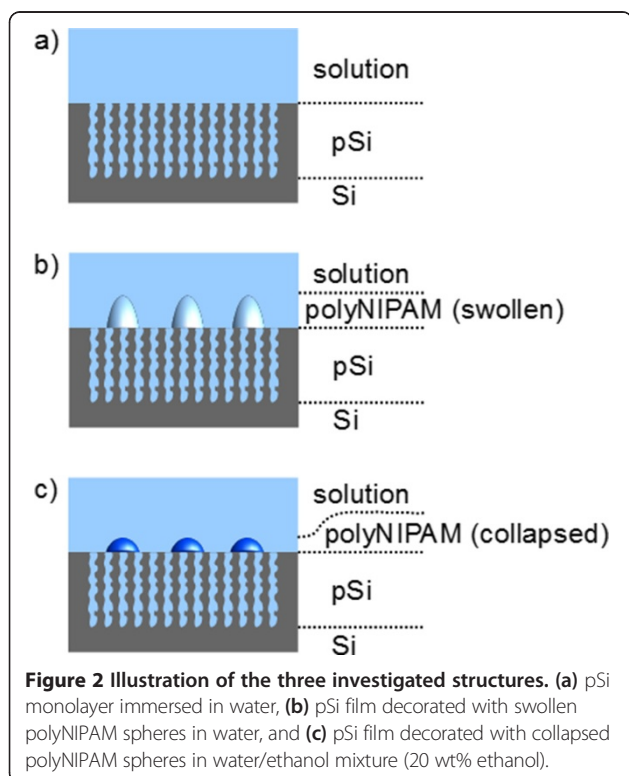 a)
solution
pSi
Si
b)
solution
polyNIPAM (swollen)
pSi
Si
c)
solution
polyNIPAM (collapsed)
pSi
Si
Figure 2 Illustration of the three investigated structures. (a) pSi
monolayer immersed in water, (b) pSi film decorated with swollen
polyNIPAM spheres in water, and (c) pSi film decorated with collapsed
polyNIPAM spheres in water/ethanol mixture (20 wt% ethanol).